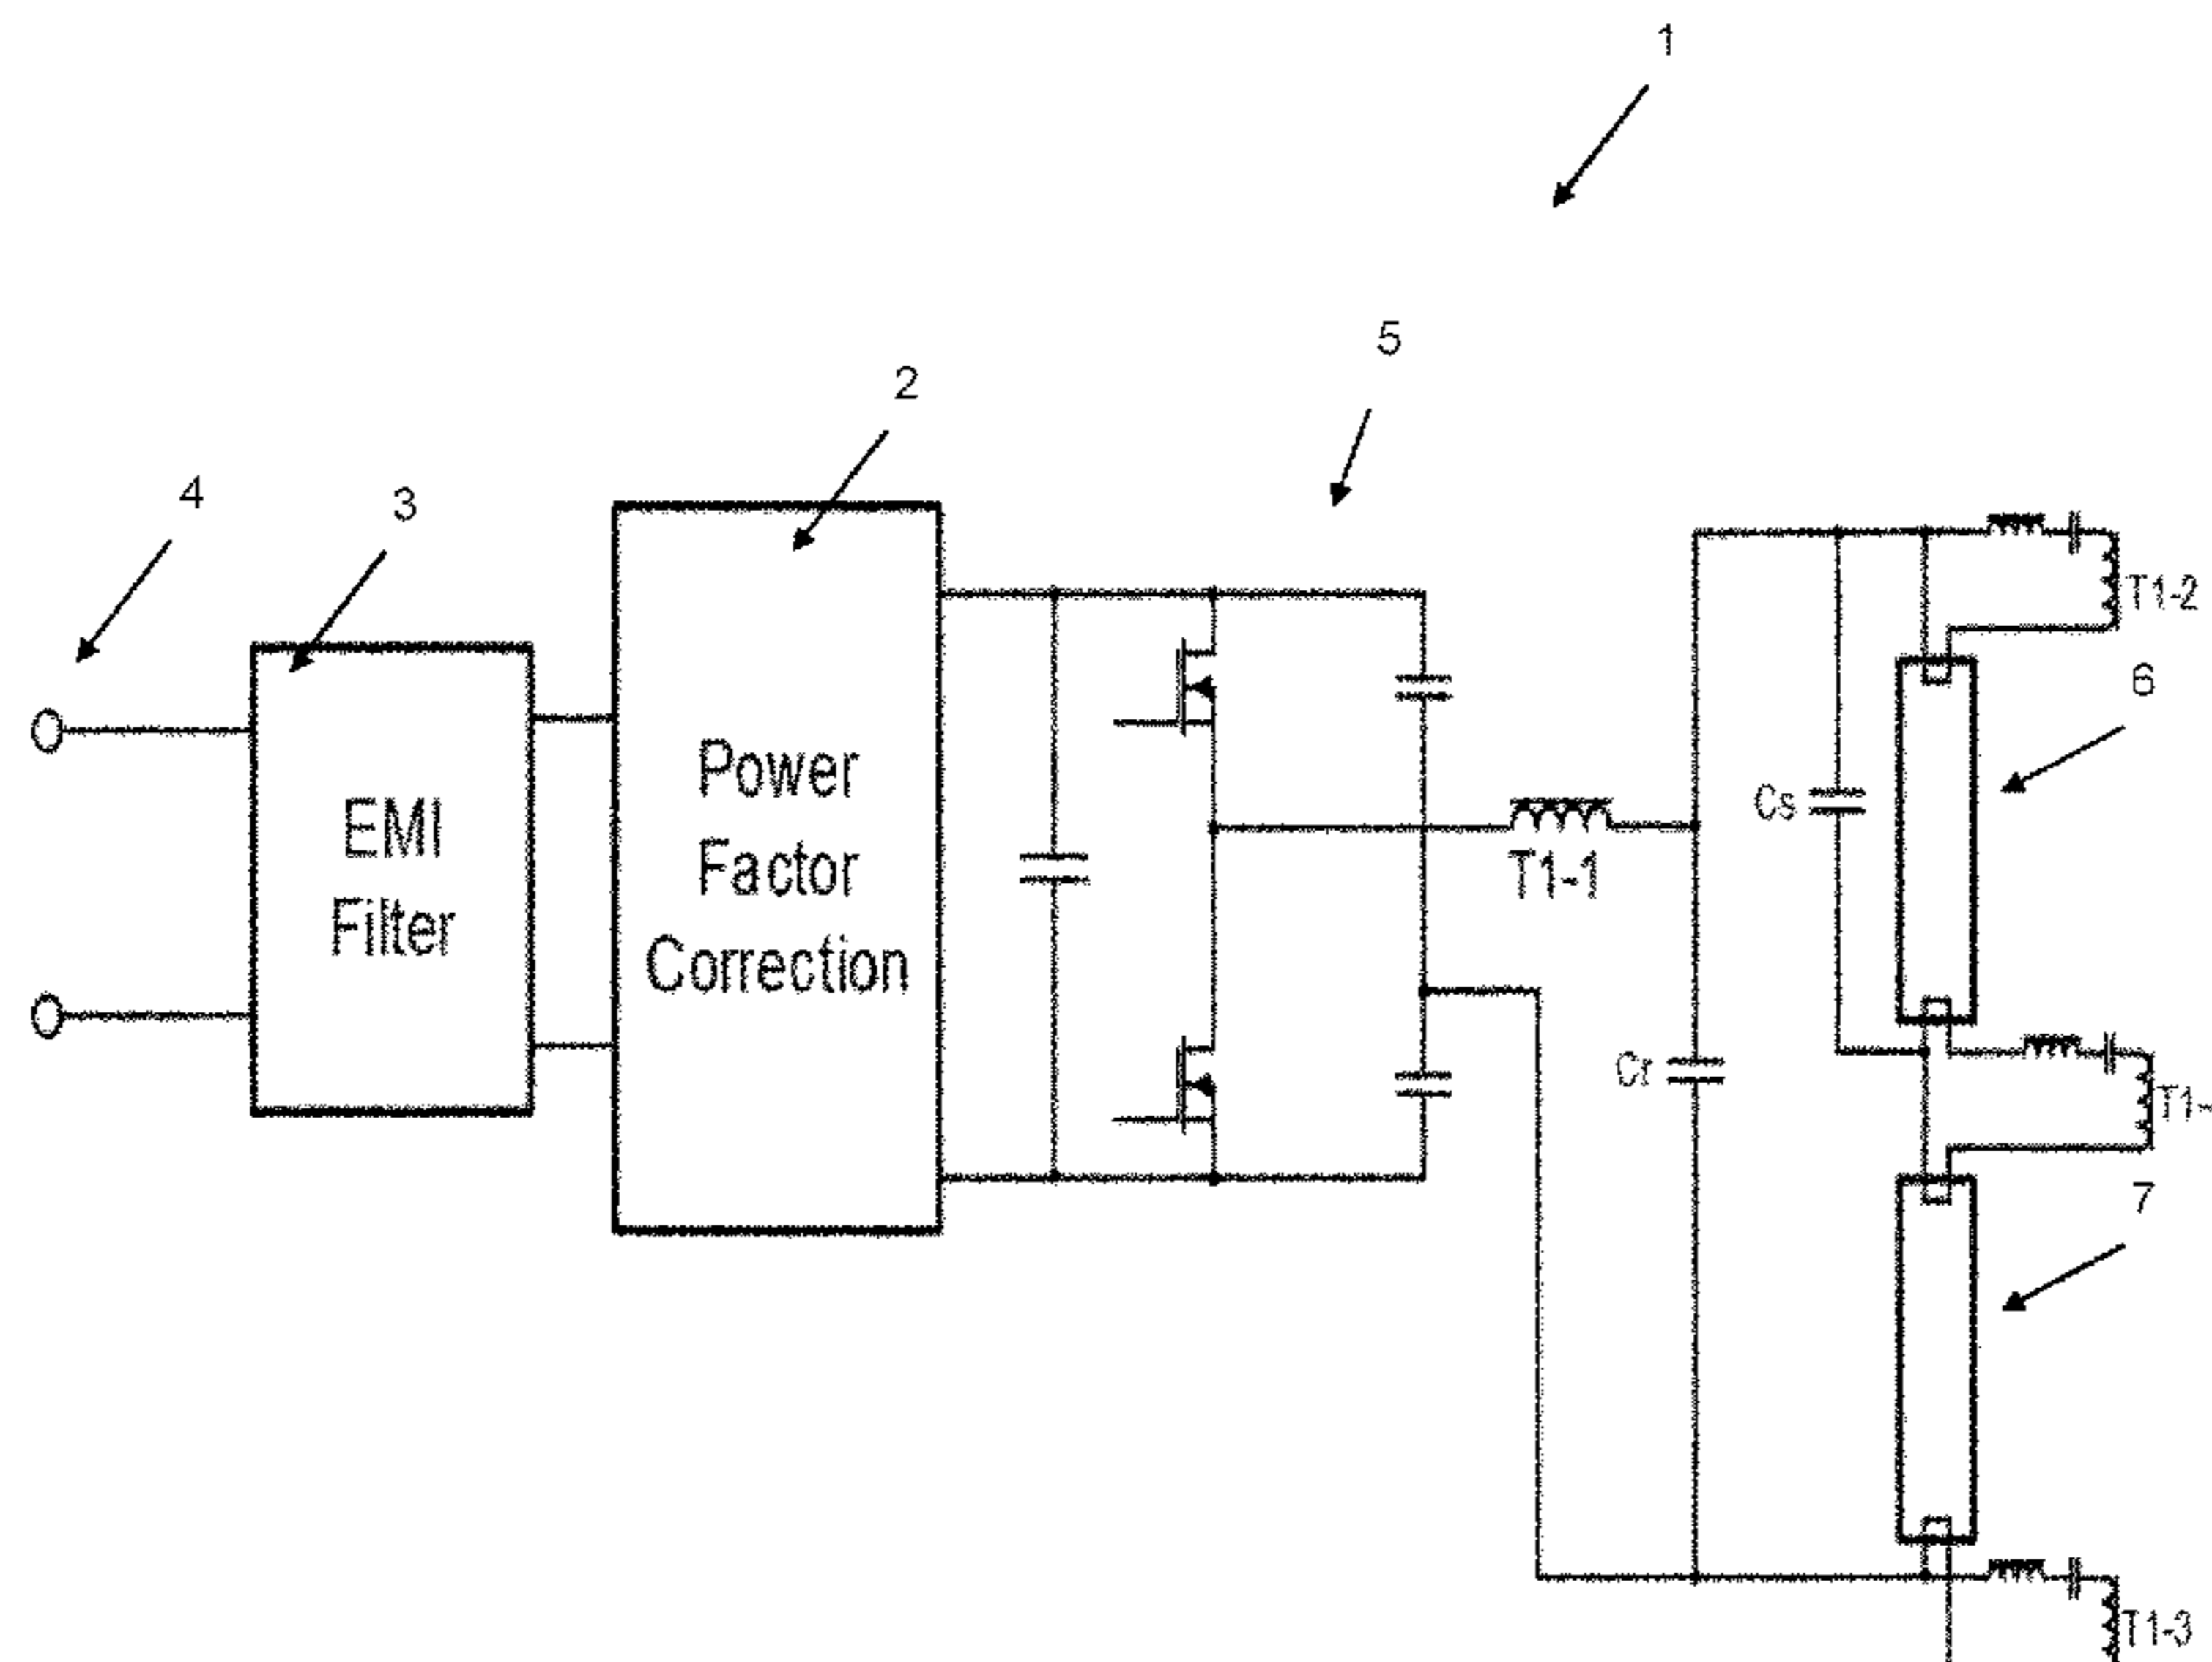 1
5
2
4
3
T1-2
6
EMI
Filter
Power
Factor
Correction
T1-1
Cs
Cr
T1-
7
T1-3